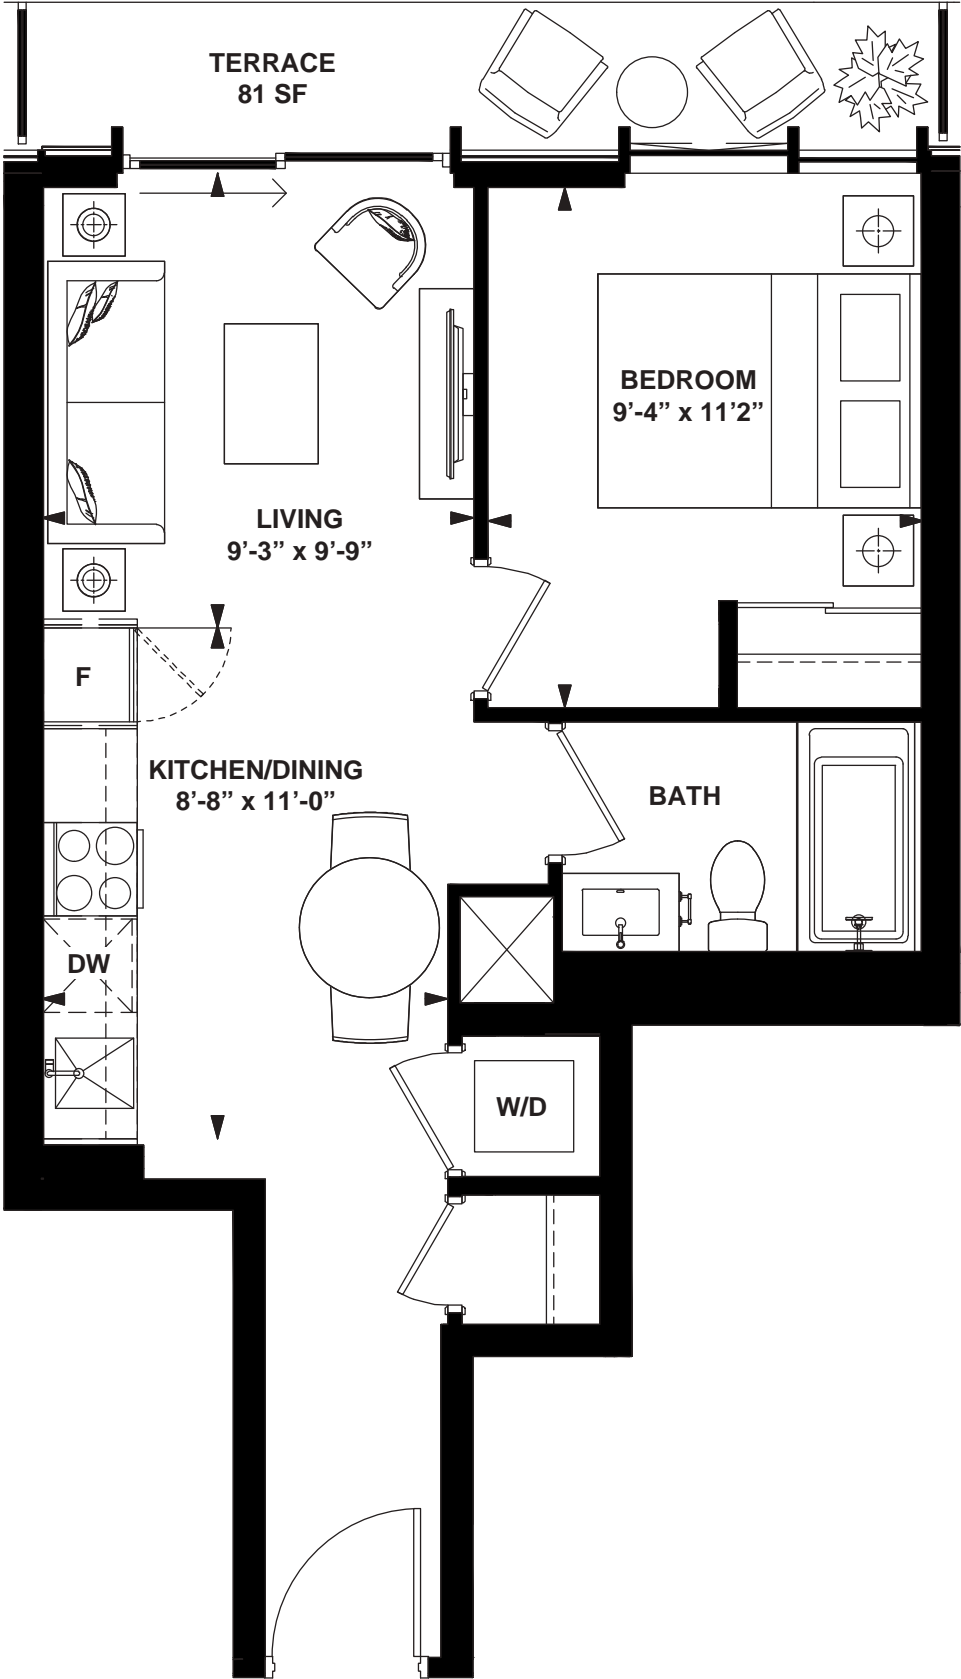 TERRACE
81 SF
BEDROOM
9’-4” x 11’2”
LIVING
9’-3” x 9’-9”
F
KITCHEN/DINING
8’-8” x 11’-0”
BATH
DW
W/D